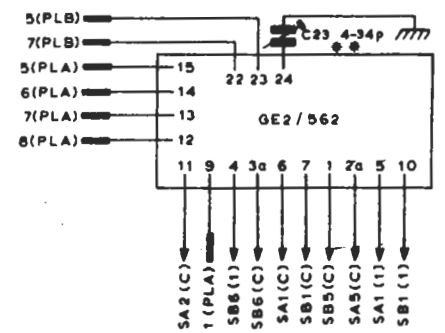 5(PLB)
7(PLB)
C23 4-34p
5(PLA) 15 22 23 24
6(PLA) 14
7(PLA) 13 GE2/562
8(PLA) 12
11 9 4 3a 6 7 1 2a 5 10
SA2(C)
1(PLA)
SB6(1)
SB6(C)
SA1(C)
SB1(C)
SB5(C)
SA5(C)
SA1(1)
SB1(1)